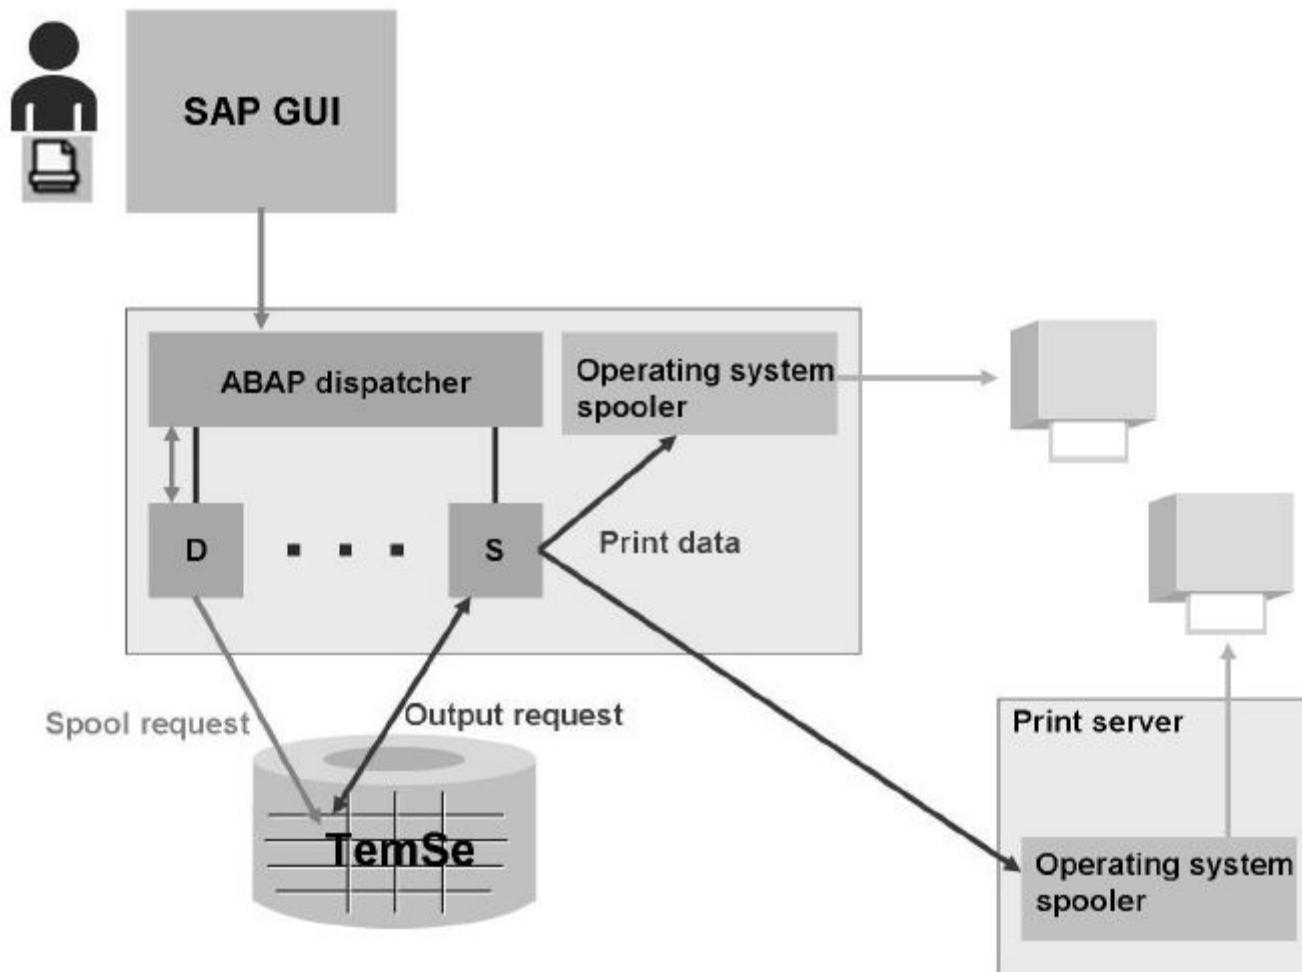 SAP GUI
ABAP dispatcher
Operating system
spooler
D
S
Print data
Spool request
Output request
TemSe
Print server
Operating system
spooler